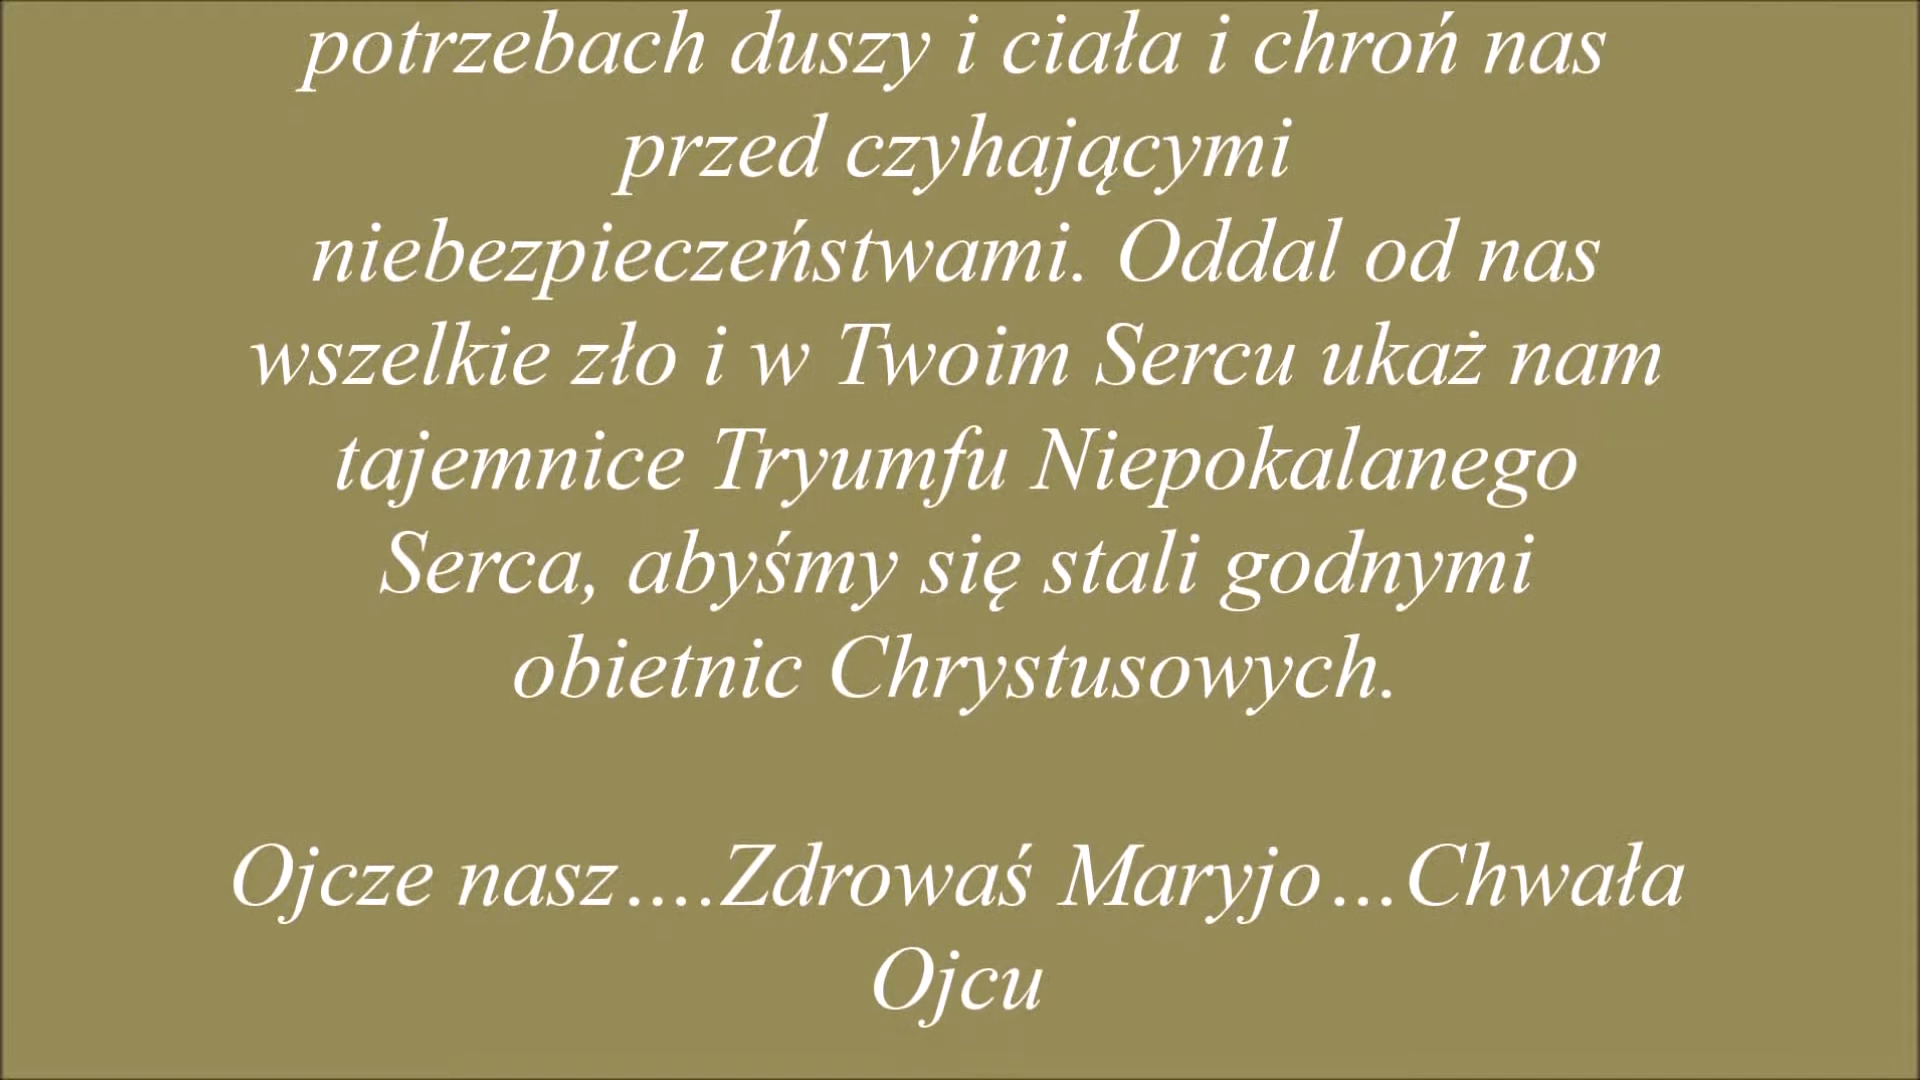 potrzebach duszy i ciała i chroń nas
przed czyhającymi
niebezpieczeństwami. Oddal od nas
wszelkie zło i w Twoim Sercu ukaż nam
tajemnice Tryumfu Niepokalanego
Serca, abyśmy się stali godnymi
obietnic Chrystusowych.
Ojcze nasz….Zdrowaś Maryjo…Chwała
Ojcu